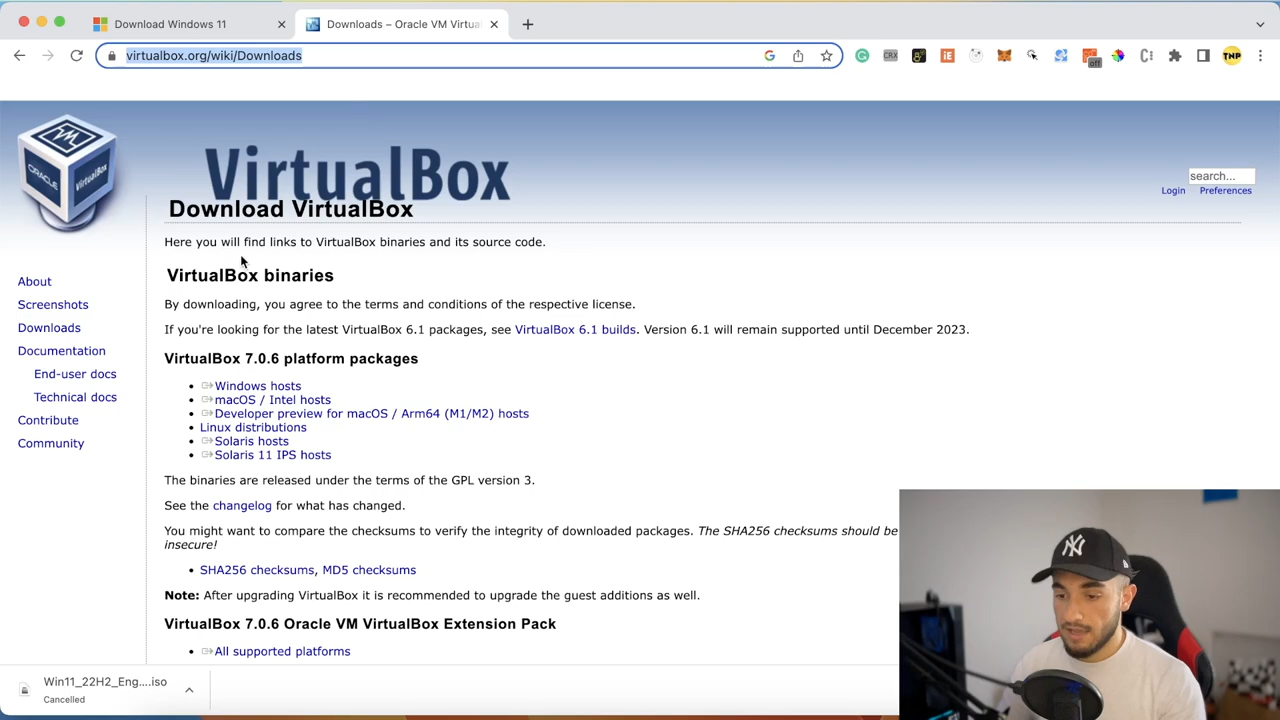 Download Windows 11
Downloads – Oracle VM Virtua
virtualbox.org/wiki/Downloads
CRX
iE
off
TNP
ORACLE
VirtualBox
VirtualBox
search...
Login Preferences
Download VirtualBox
Here you will find links to VirtualBox binaries and its source code.
VirtualBox binaries
About
Screenshots
Downloads
Documentation
End-user docs
Technical docs
Contribute
Community
By downloading, you agree to the terms and conditions of the respective license.
If you're looking for the latest VirtualBox 6.1 packages, see VirtualBox 6.1 builds. Version 6.1 will remain supported until December 2023.
VirtualBox 7.0.6 platform packages
Windows hosts
macOS / Intel hosts
Developer preview for macOS / Arm64 (M1/M2) hosts
Linux distributions
Solaris hosts
Solaris 11 IPS hosts
The binaries are released under the terms of the GPL version 3.
See the changelog for what has changed.
You might want to compare the checksums to verify the integrity of downloaded packages. The SHA256 checksums should be
insecure!
SHA256 checksums, MD5 checksums
Note: After upgrading VirtualBox it is recommended to upgrade the guest additions as well.
VirtualBox 7.0.6 Oracle VM VirtualBox Extension Pack
All supported platforms
Win11_22H2_Eng....iso
Cancelled
NY